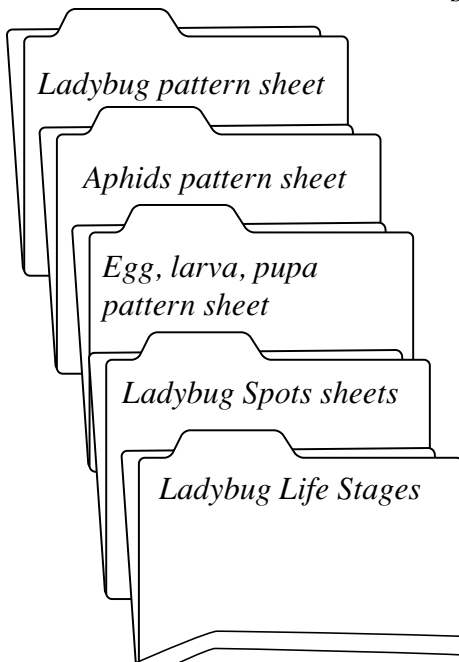 Ladybug pattern sheet
Aphids pattern sheet
Egg, larva, pupa
pattern sheet
Ladybug Spots sheets
Ladybug Life Stages